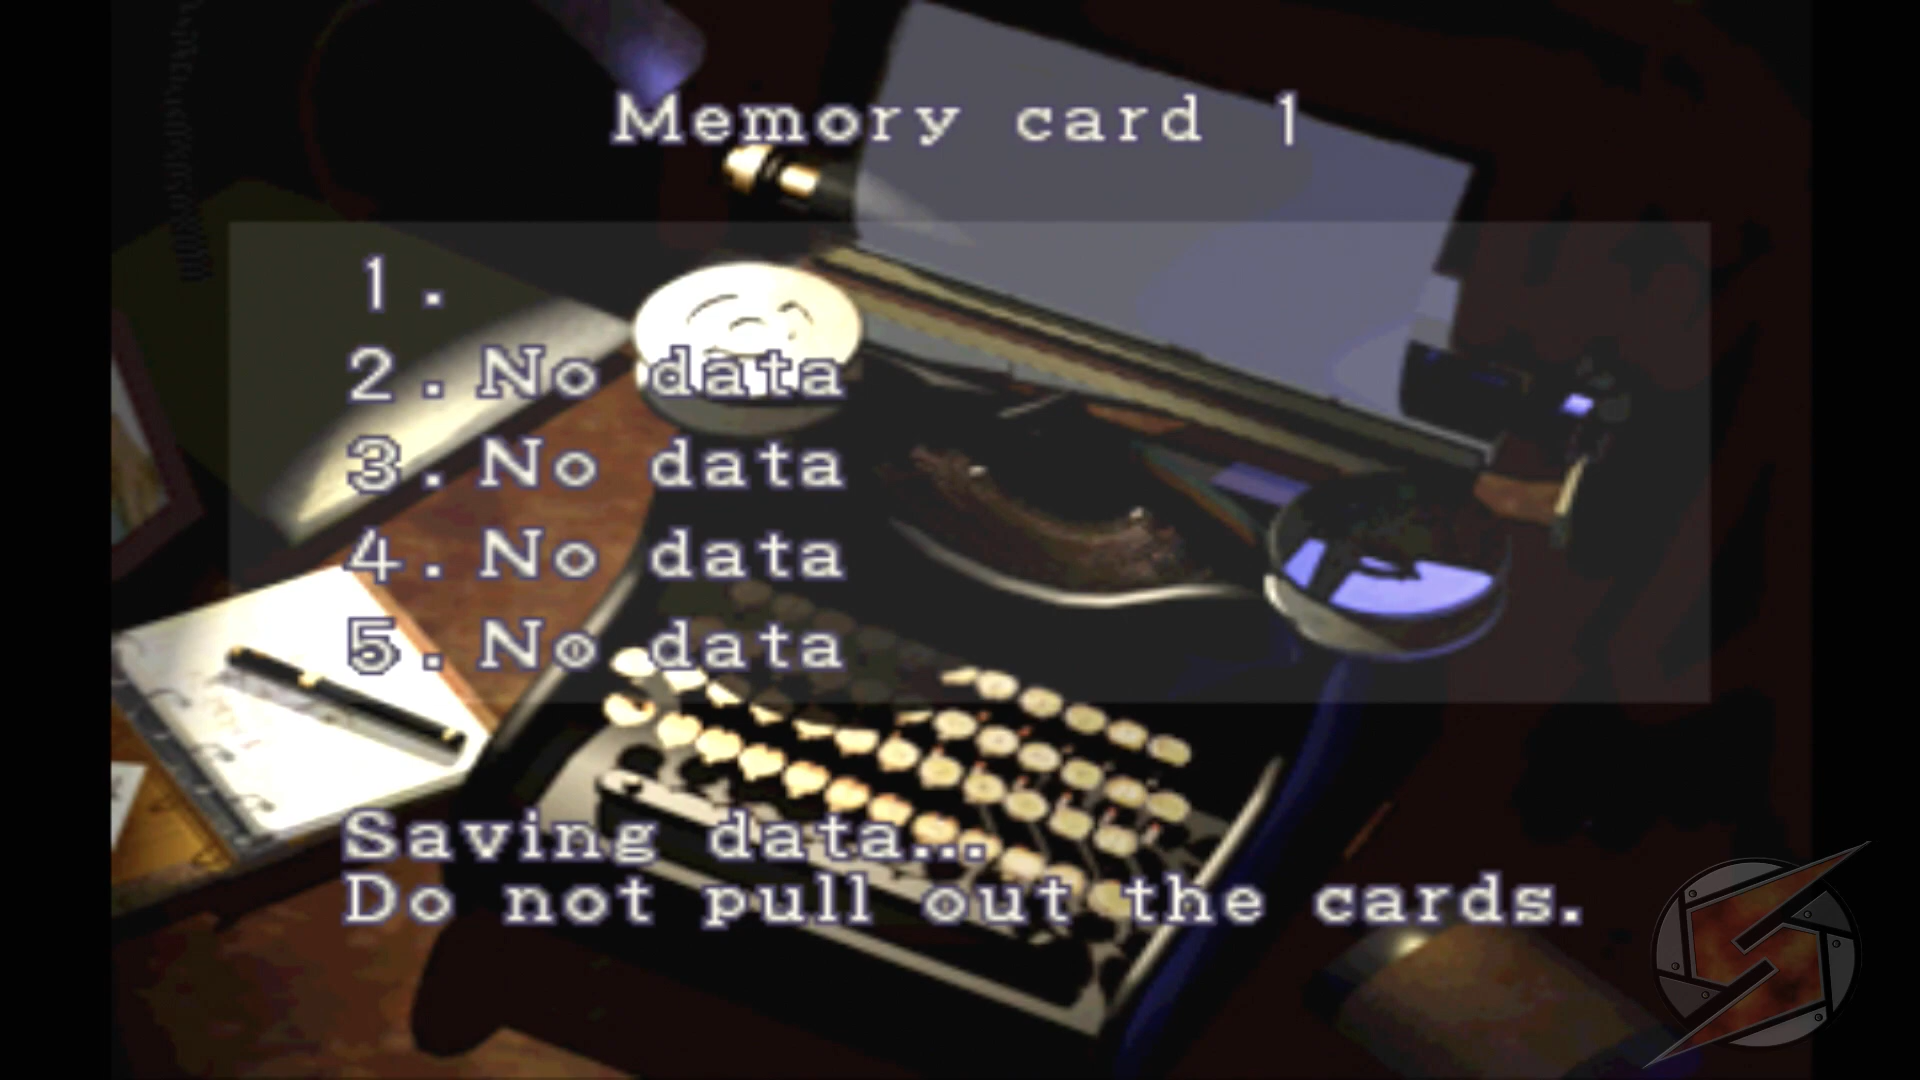 Memory card 1
1.
2. No data
3. No data
4. No data
5. No data
Saving data...
Do not pull out the cards.